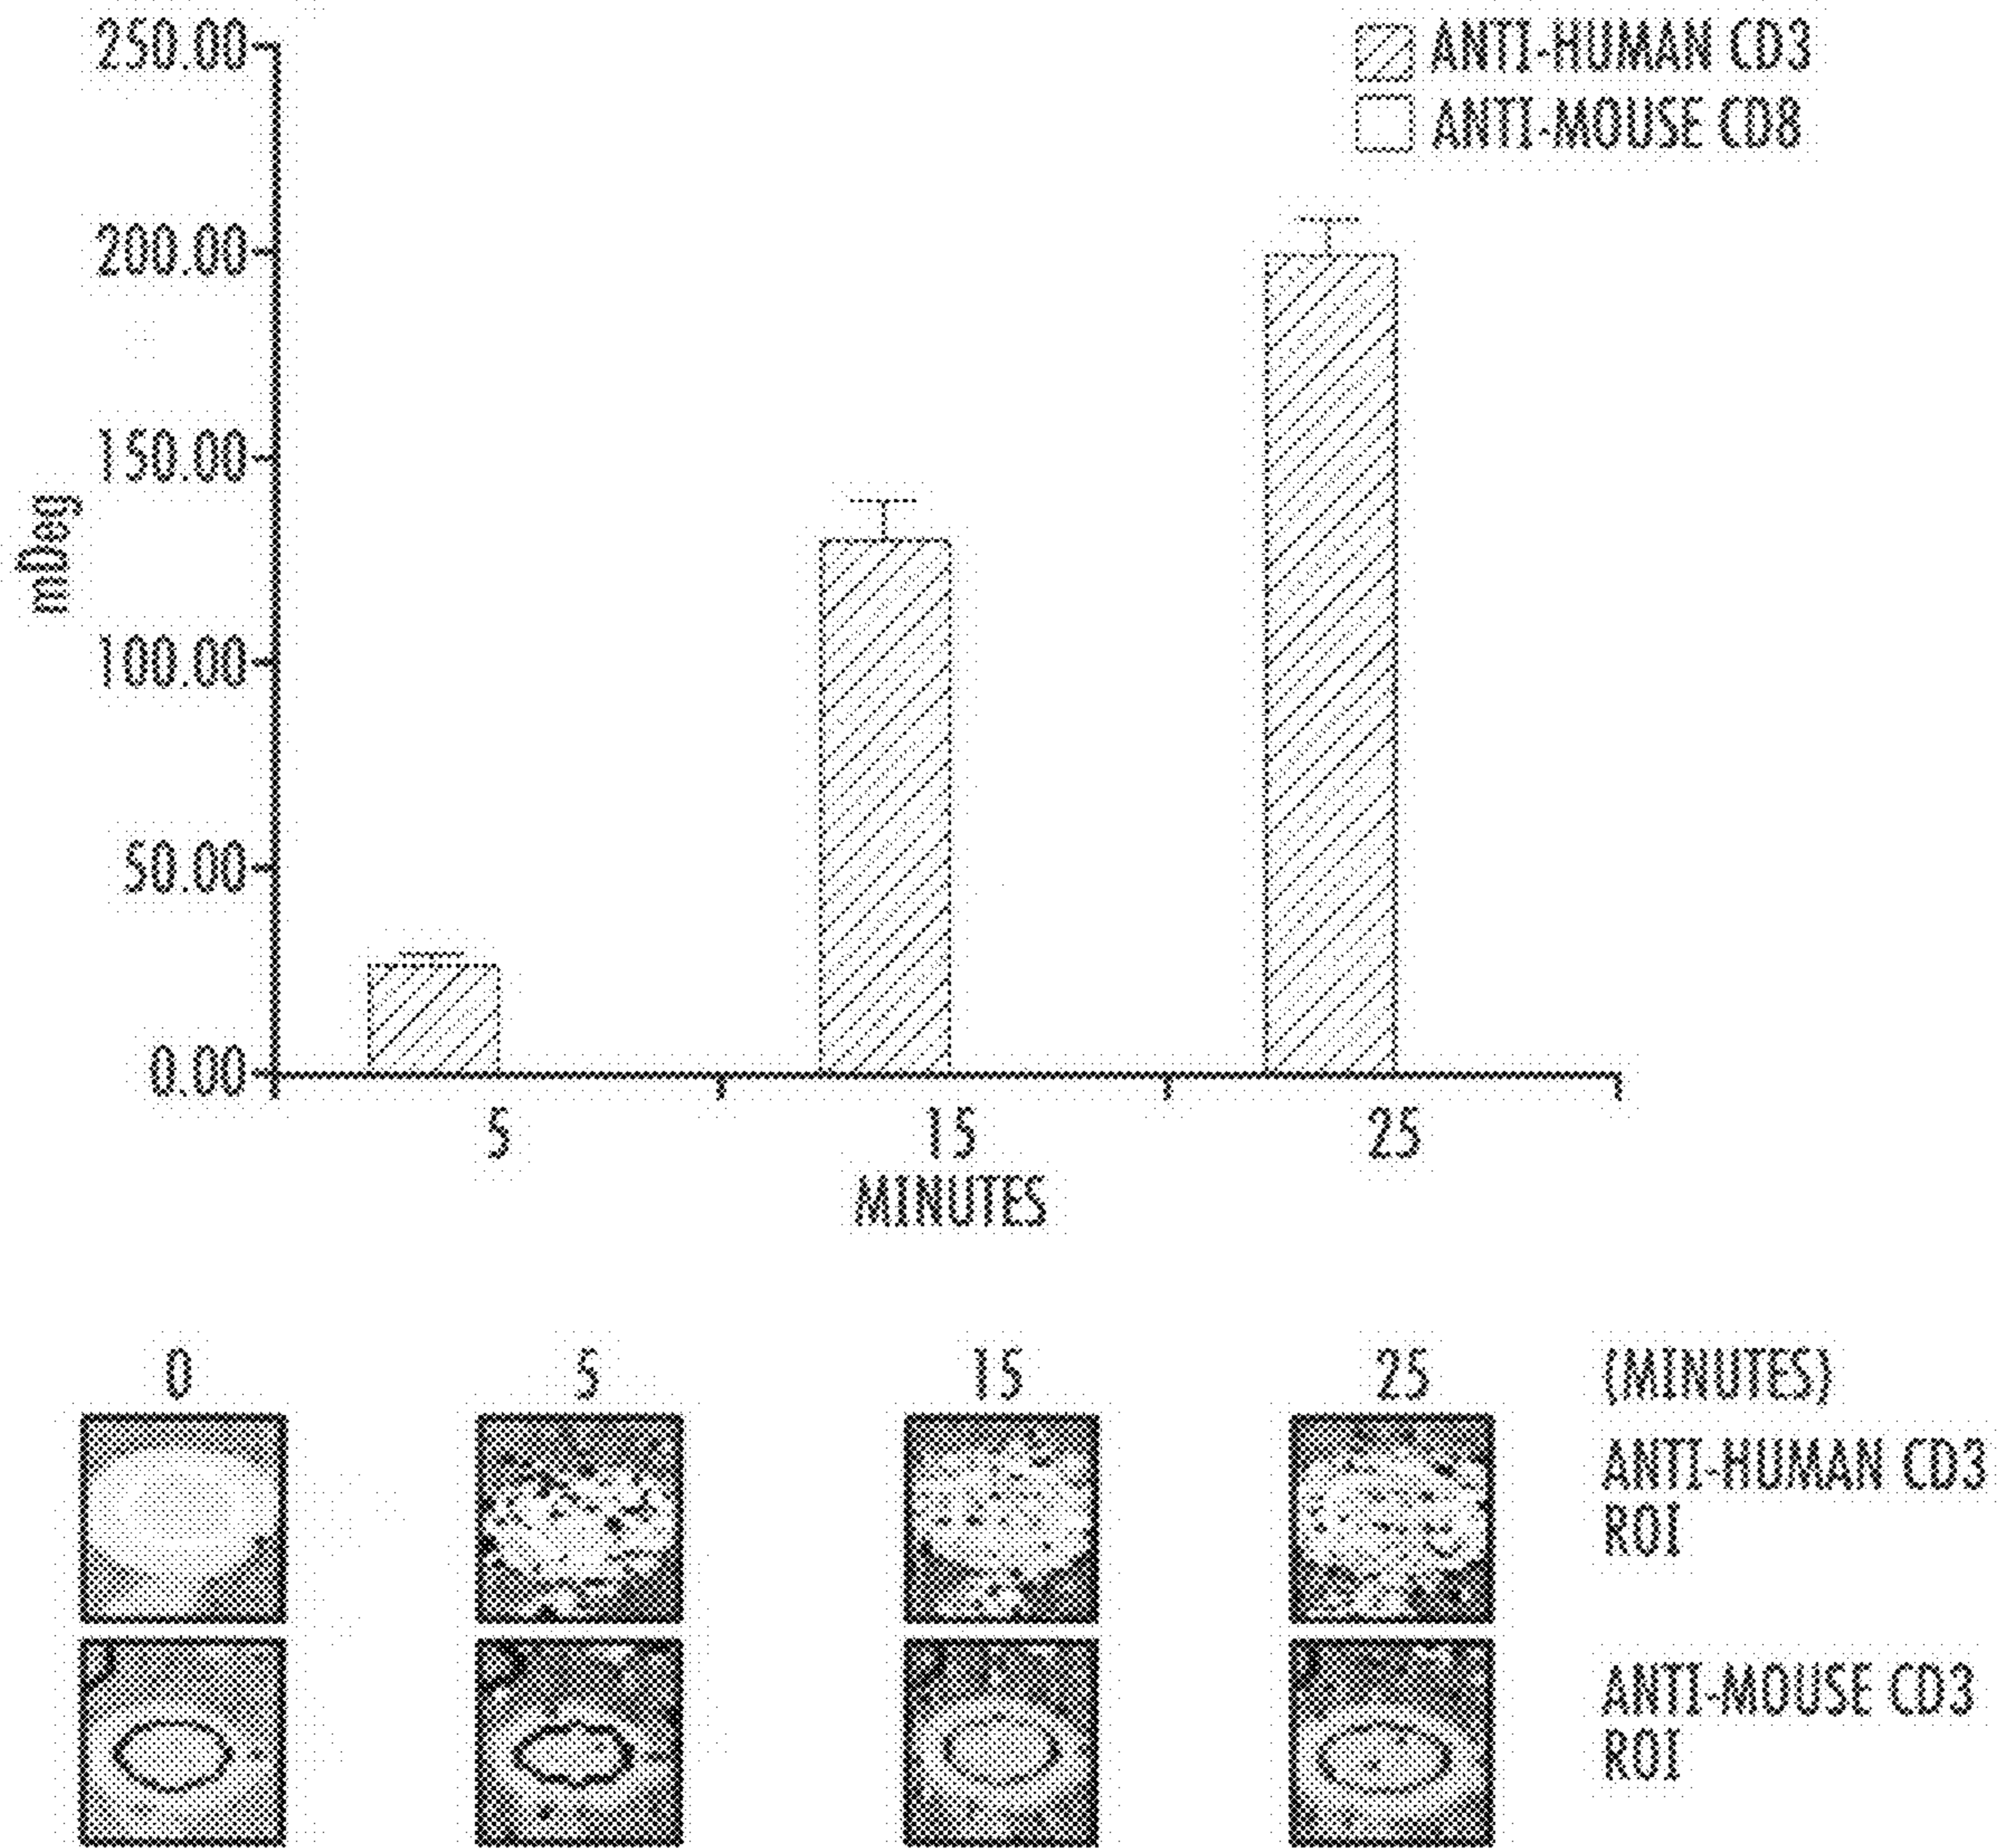 ANTI-HUMAN CD3
ANTI-MOUSE CD8
250.00
200.00
150.00
100.00
50.00
0.00
mDeg
5 15 25
MINUTES
0 5 15 25 (MINUTES)
ANTI-HUMAN CD3
ROI
ANTI-MOUSE CD3
ROI